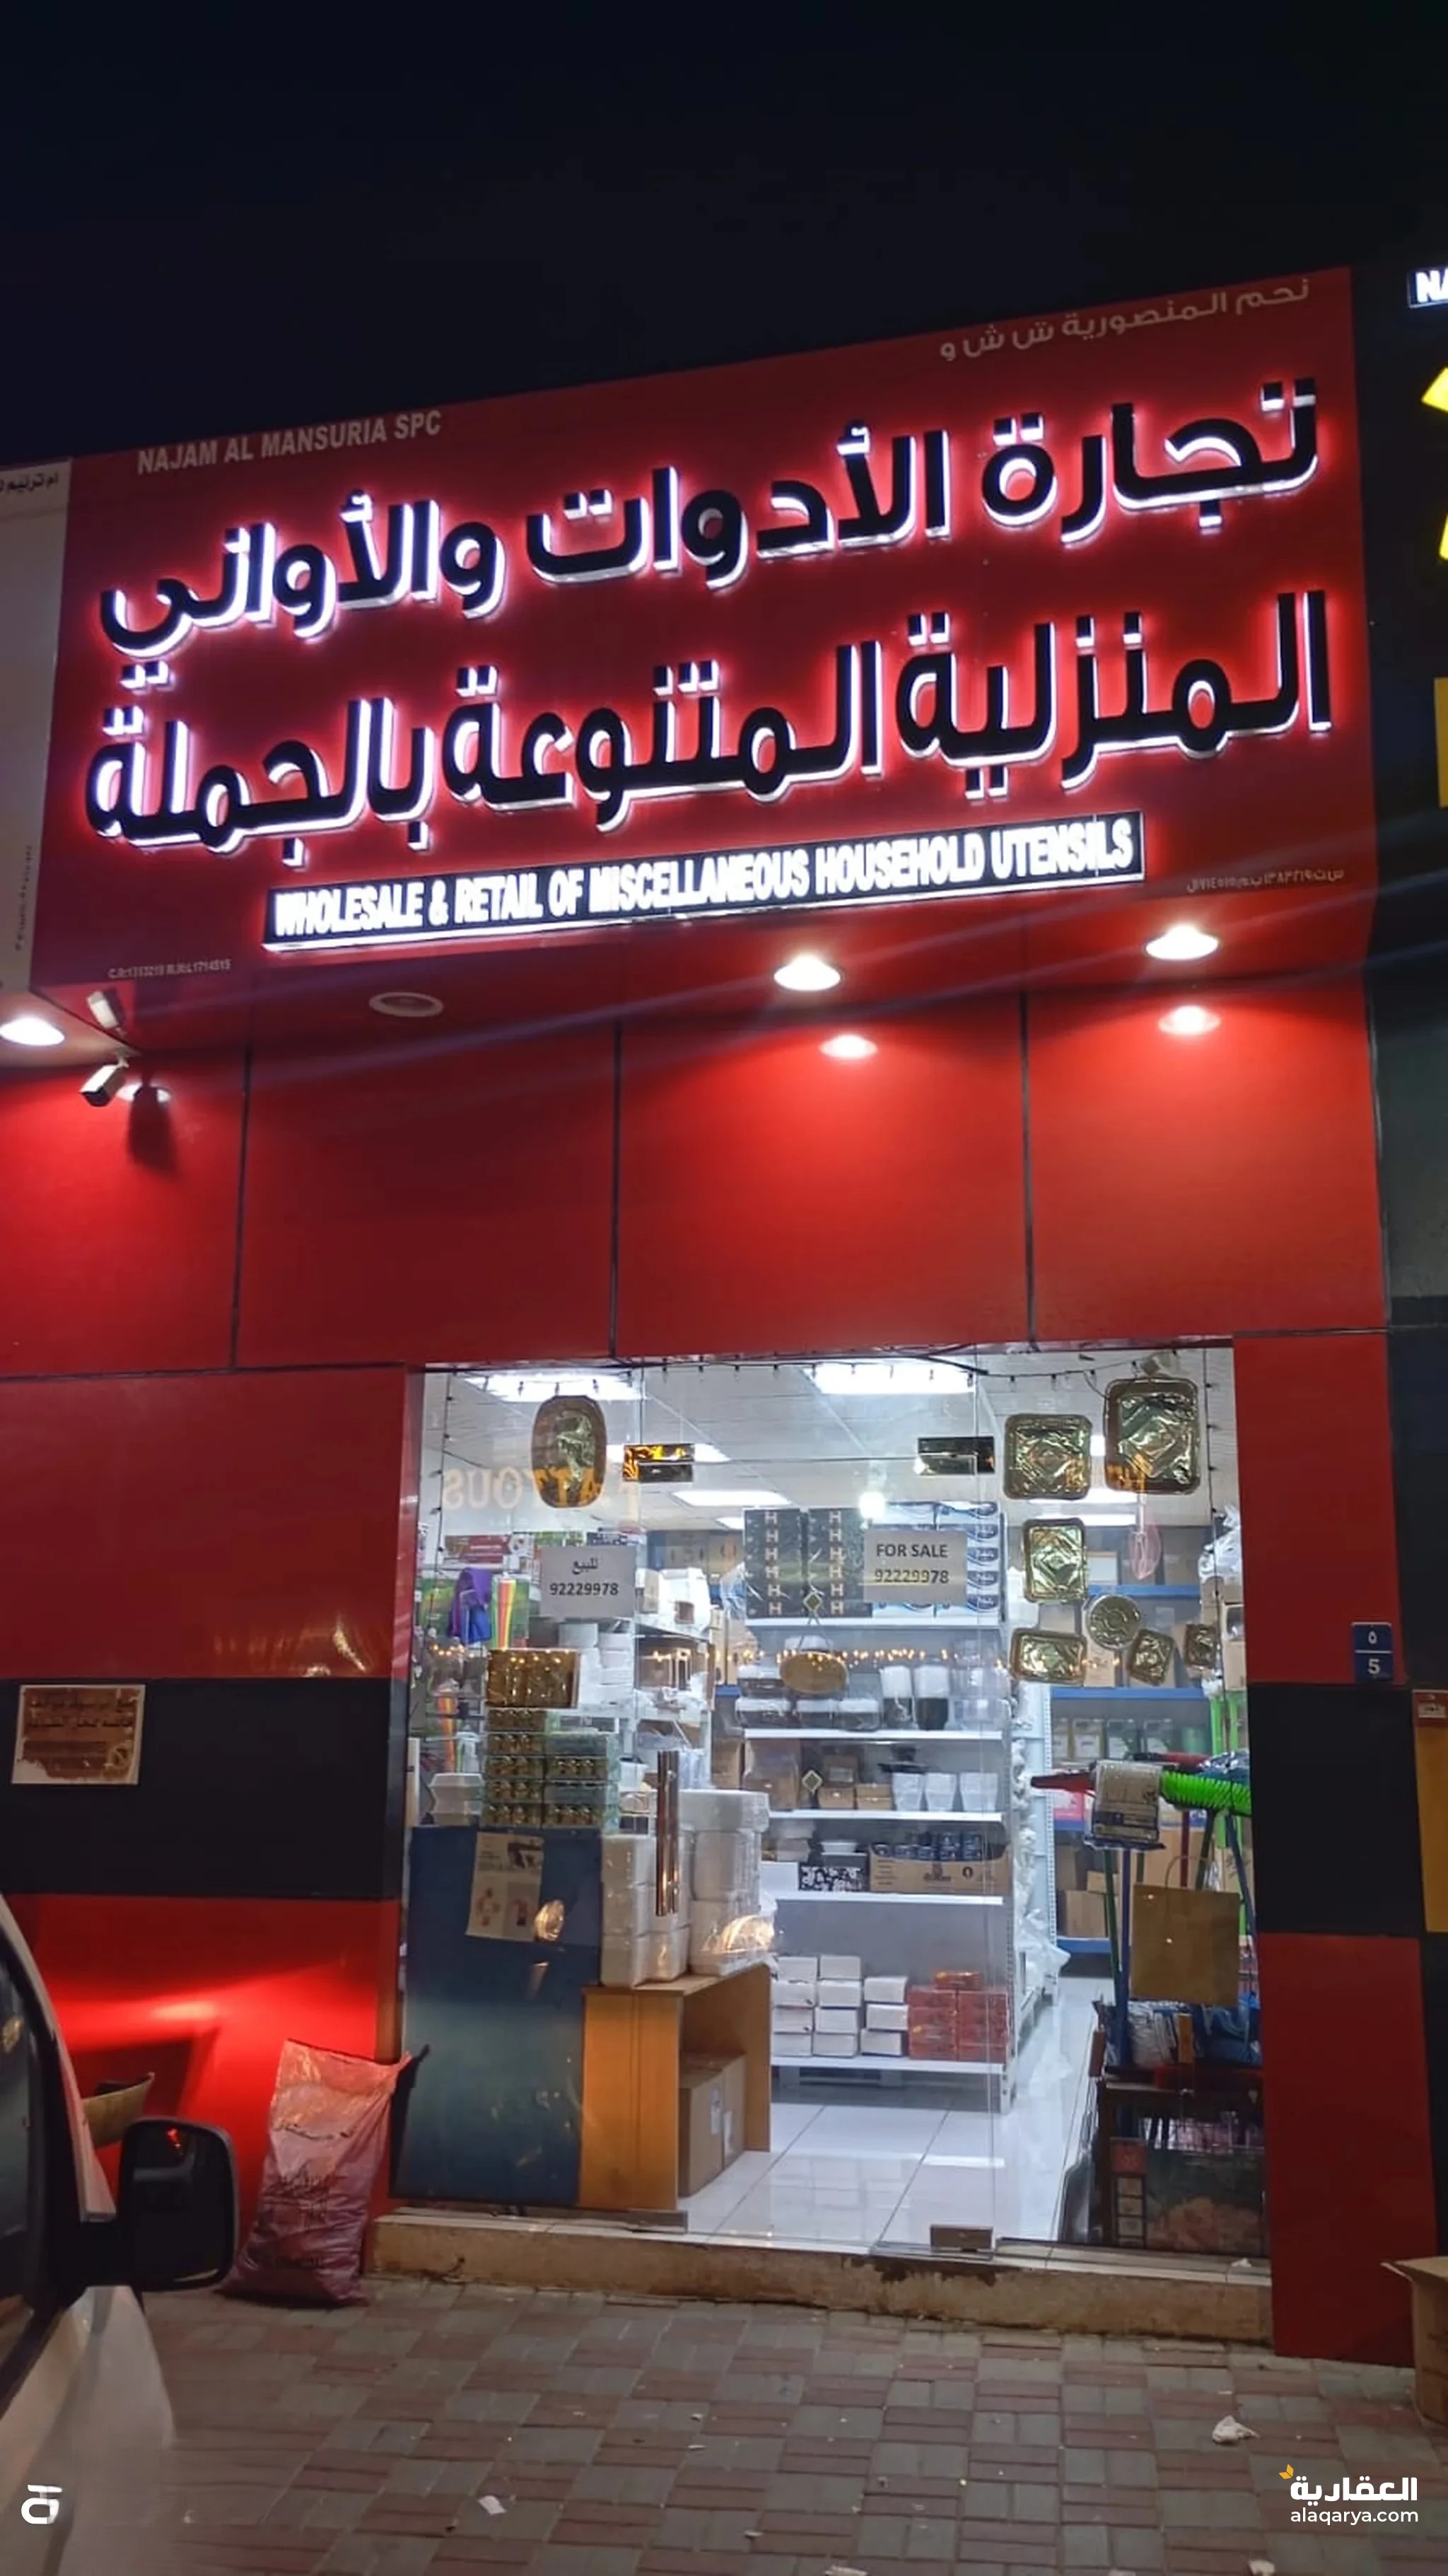 نجم المنصورية ش ش و
NAJAM AL MANSURIA SPC
تجارة الأدوات والأواني
المنزلية المتنوعة بالجملة
WHOLESALE & RETAIL OF MISCELLANEOUS HOUSEHOLD UTENSILS
NA
للبيع
92229978
FOR SALE
92229978
٥
5
العقارية
alaqarya.com